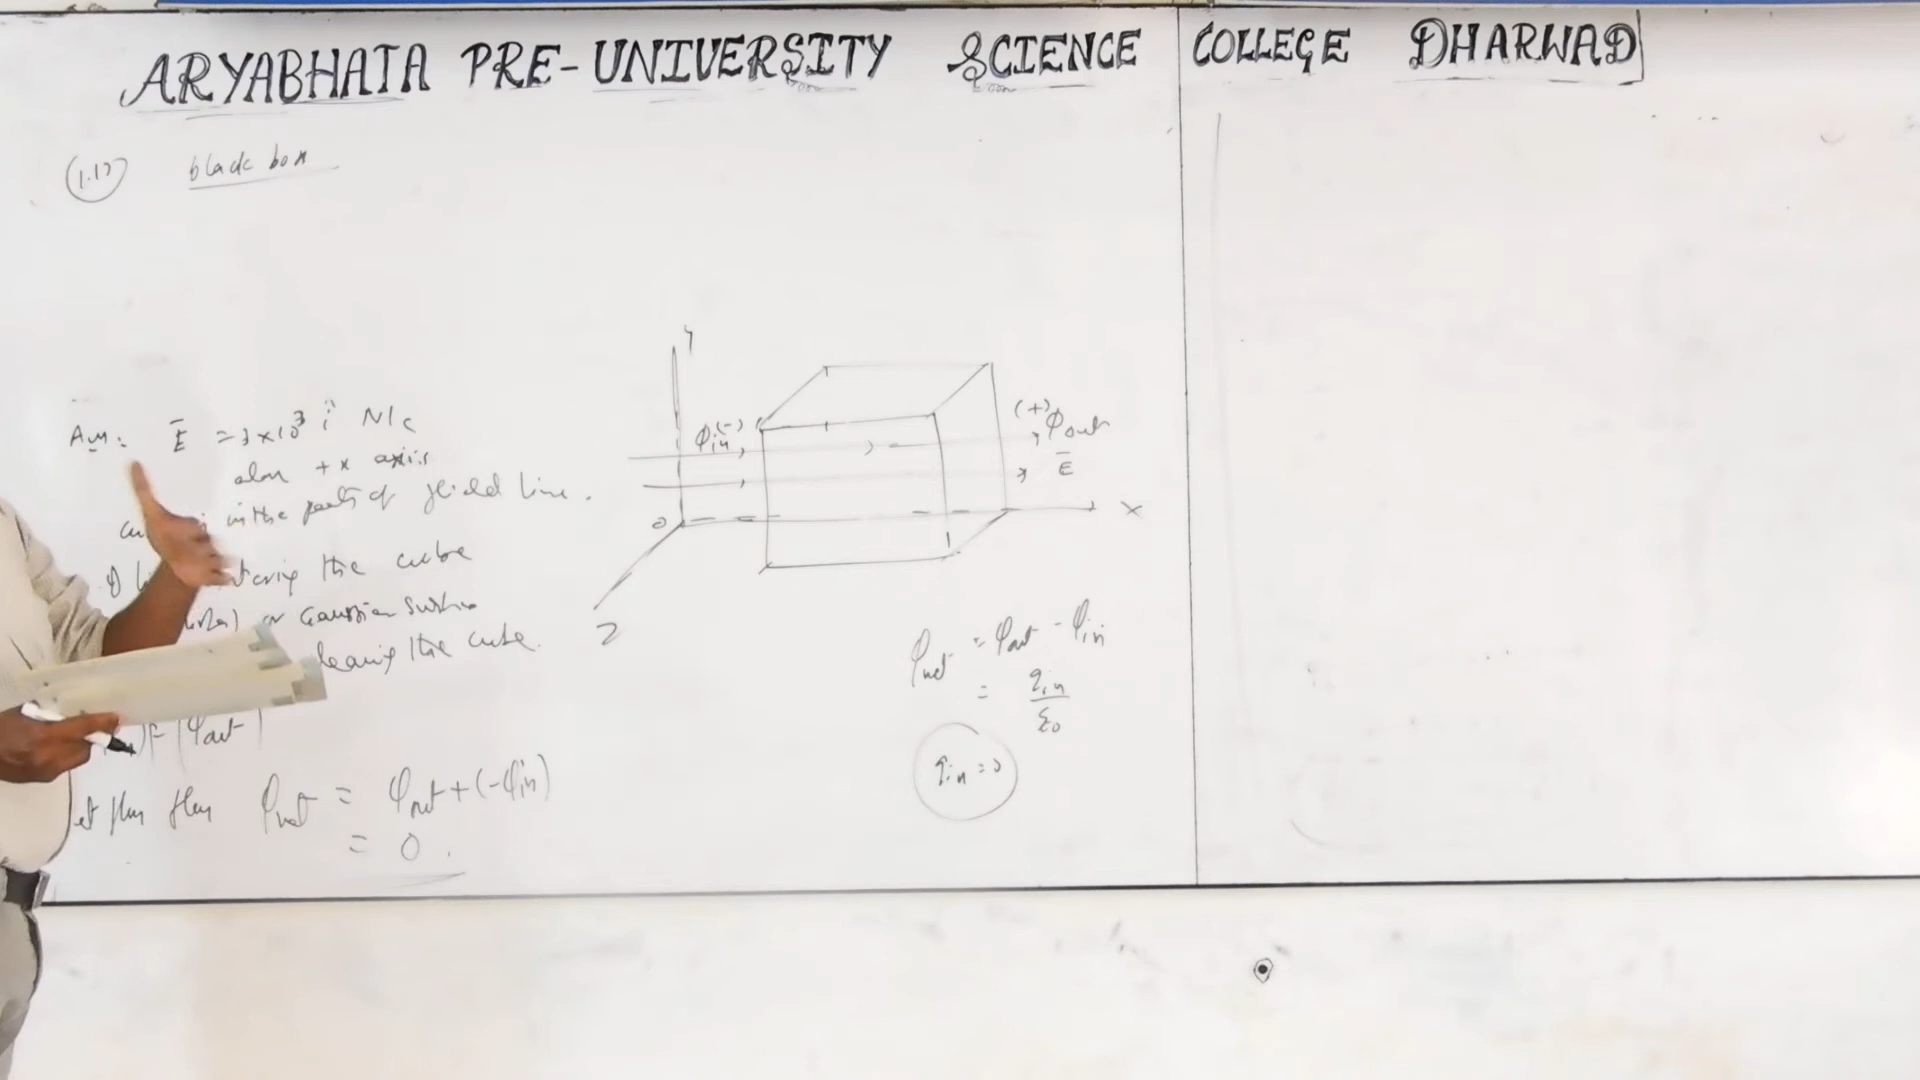 ARYABHATA PRE-UNIVERSITY SCIENCE COLLEGE DHARWAD
black box
Y
Ans: E̅ = 3×10³ î N/C
along +x axis
in the path of field line.
φin (-)
(+) φout
E̅
O
X
Z
the cube
or Gaussian surface
leaving the cube.
|φout|
φnet = φout + (-φin)
= 0.
φnet = φout - φin
= qin/ε0
qin = 0